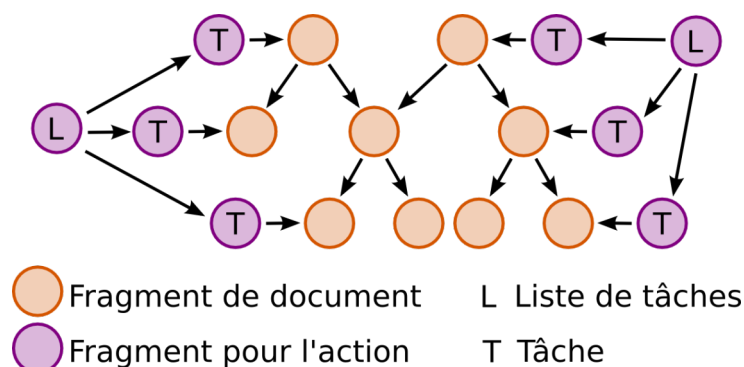 T
T
L
L
T
T
T
T
Fragment de document
L Liste de tâches
Fragment pour l'action
T Tâche